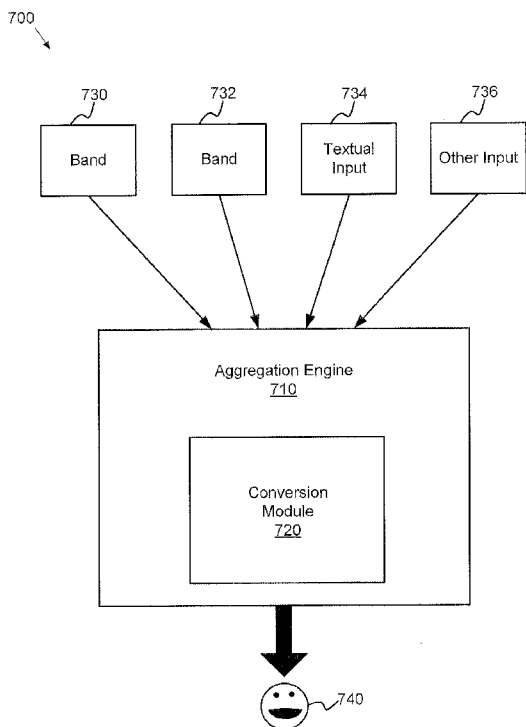 700
730
732
734
736
Band
Band
Textual
Input
Other Input
Aggregation Engine
710
Conversion
Module
720
740